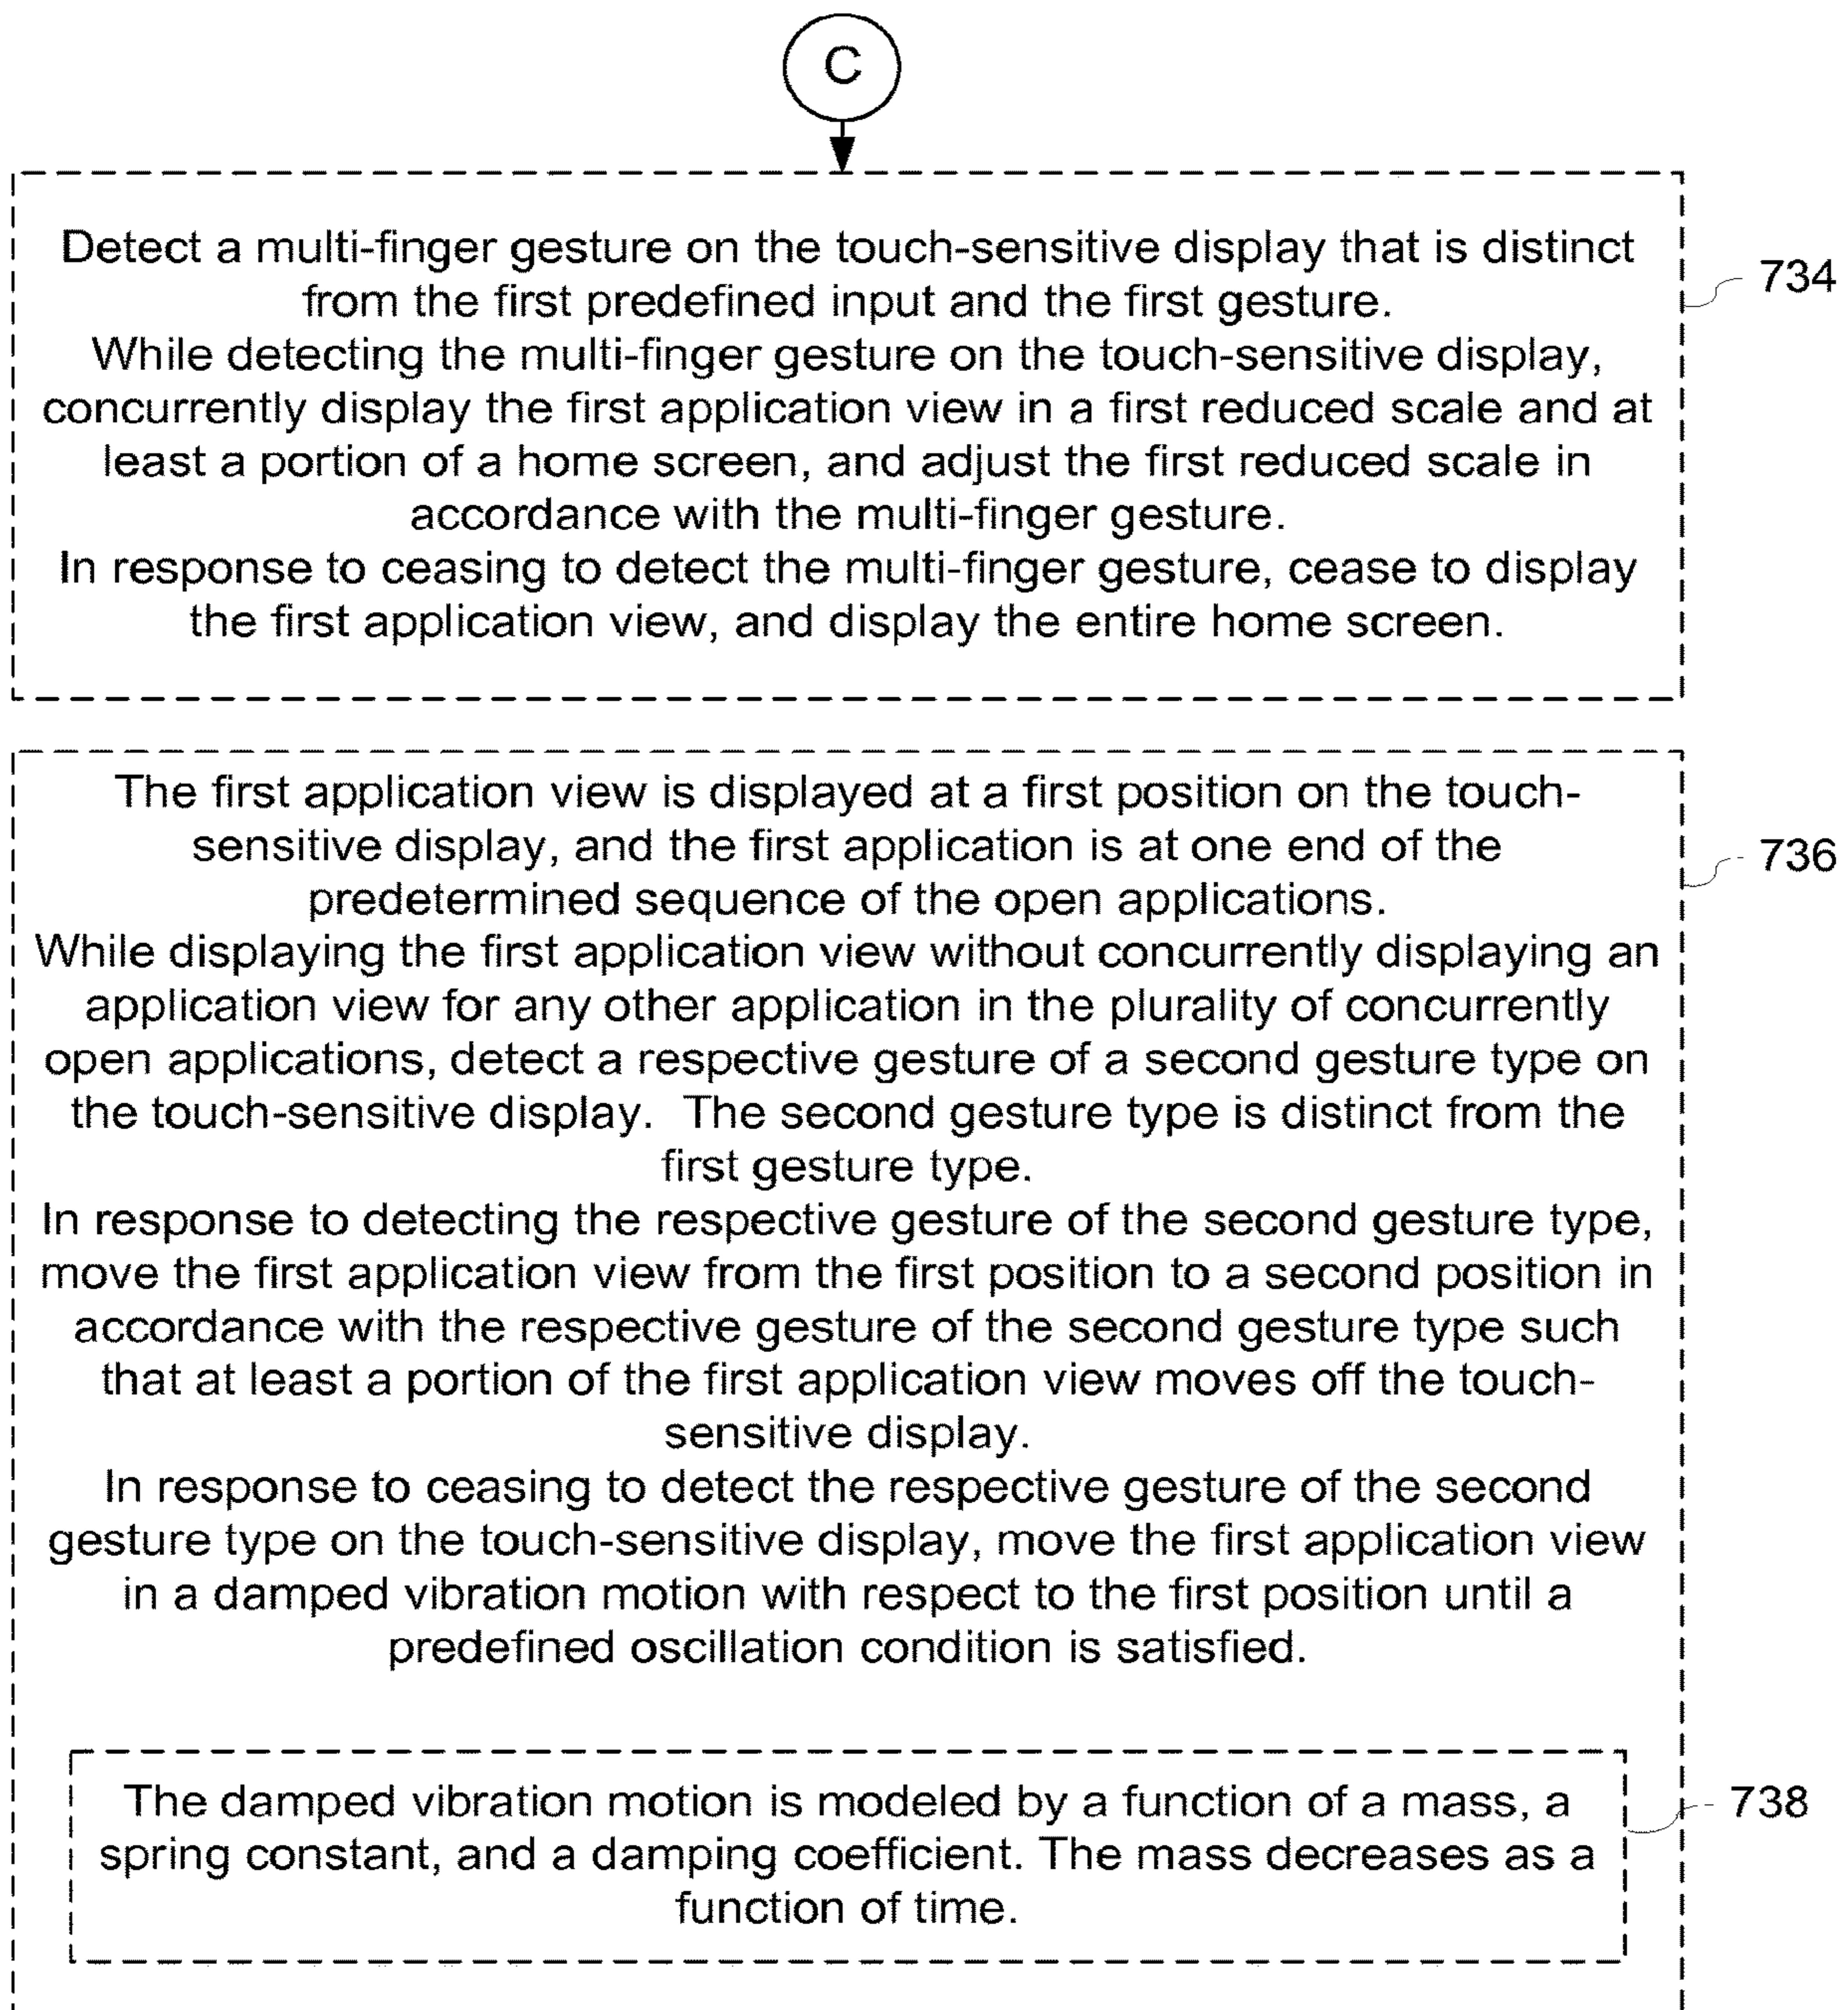 C
Detect a multi-finger gesture on the touch-sensitive display that is distinct
from the first predefined input and the first gesture.
While detecting the multi-finger gesture on the touch-sensitive display,
concurrently display the first application view in a first reduced scale and at
least a portion of a home screen, and adjust the first reduced scale in
accordance with the multi-finger gesture.
In response to ceasing to detect the multi-finger gesture, cease to display
the first application view, and display the entire home screen.
734
The first application view is displayed at a first position on the touch-
sensitive display, and the first application is at one end of the
predetermined sequence of the open applications.
While displaying the first application view without concurrently displaying an
application view for any other application in the plurality of concurrently
open applications, detect a respective gesture of a second gesture type on
the touch-sensitive display.  The second gesture type is distinct from the
first gesture type.
In response to detecting the respective gesture of the second gesture type,
move the first application view from the first position to a second position in
accordance with the respective gesture of the second gesture type such
that at least a portion of the first application view moves off the touch-
sensitive display.
In response to ceasing to detect the respective gesture of the second
gesture type on the touch-sensitive display, move the first application view
in a damped vibration motion with respect to the first position until a
predefined oscillation condition is satisfied.
736
The damped vibration motion is modeled by a function of a mass, a
spring constant, and a damping coefficient. The mass decreases as a
function of time.
738